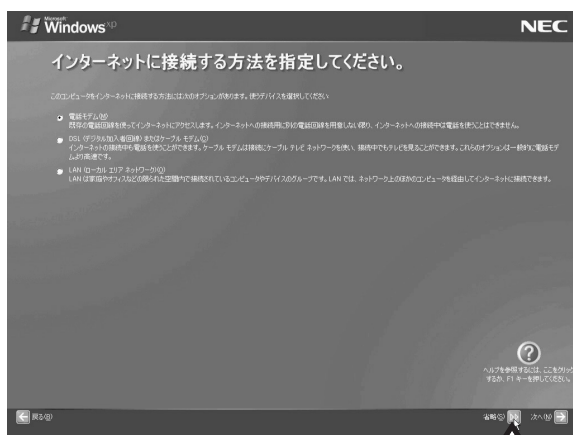 Microsoft
Windows xp
NEC
インターネットに接続する方法を指定してください。
このコンピュータをインターネットに接続する方法には次のオプションがあります。使うデバイスを選択してください:
電話モデム(M)
既存の電話回線を使ってインターネットにアクセスします。インターネットへの接続用に別の電話回線を用意しない限り、インターネットへの接続中は電話を使うことはできません。
DSL (デジタル加入者回線) またはケーブル モデム(C)
インターネットの接続中も電話を使うことができます。ケーブル モデムは接続にケーブル テレビ ネットワークを使い、接続中でもテレビを見ることができます。これらのオプションは一般的に電話モデ
ムより高速です。
LAN (ローカル エリア ネットワーク)(O)
LAN は家庭やオフィスなどの限られた空間内で接続されているコンピュータやデバイスのグループです。LAN では、ネットワーク上のほかのコンピュータを経由してインターネットに接続できます。
ヘルプを参照するには、ここをクリック
するか、F1 キーを押してください。
戻る(B)
省略(S)
次へ(N)